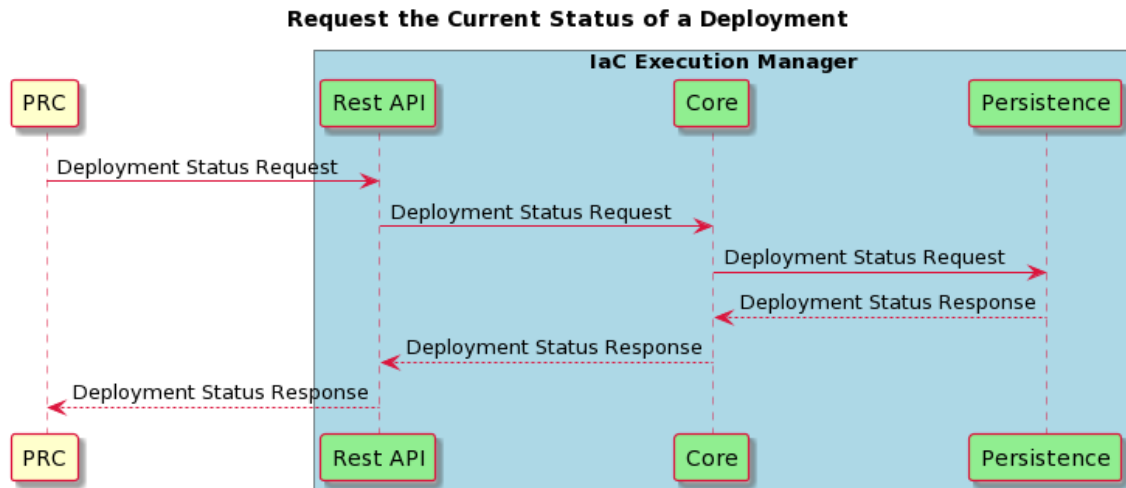 Request the Current Status of a Deployment
IaC Execution Manager
PRC
Rest API
Core
Persistence
Deployment Status Request
Deployment Status Request
Deployment Status Request
Deployment Status Response
Deployment Status Response
Deployment Status Response
PRC
Rest API
Core
Persistence